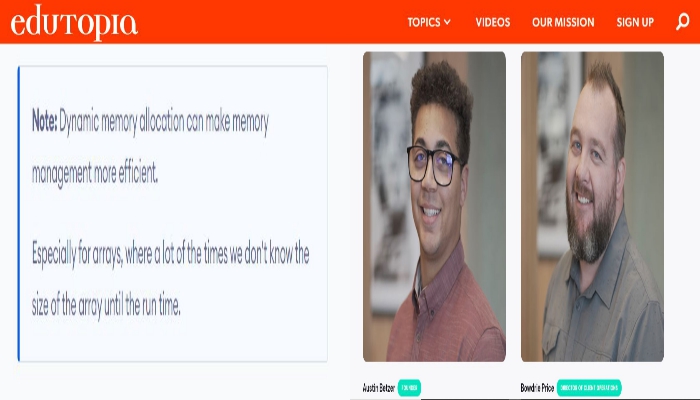 edutopia
TOPICS
VIDEOS
OUR MISSION
SIGN UP
Note: Dynamic memory allocation can make memory
management more efficient.
Especially for arrays, where a lot of the times we don't know the
size of the array until the run time.
Austin Betzer
Bowdrie Price DIRECTOR OF CLIENT OPERATIONS